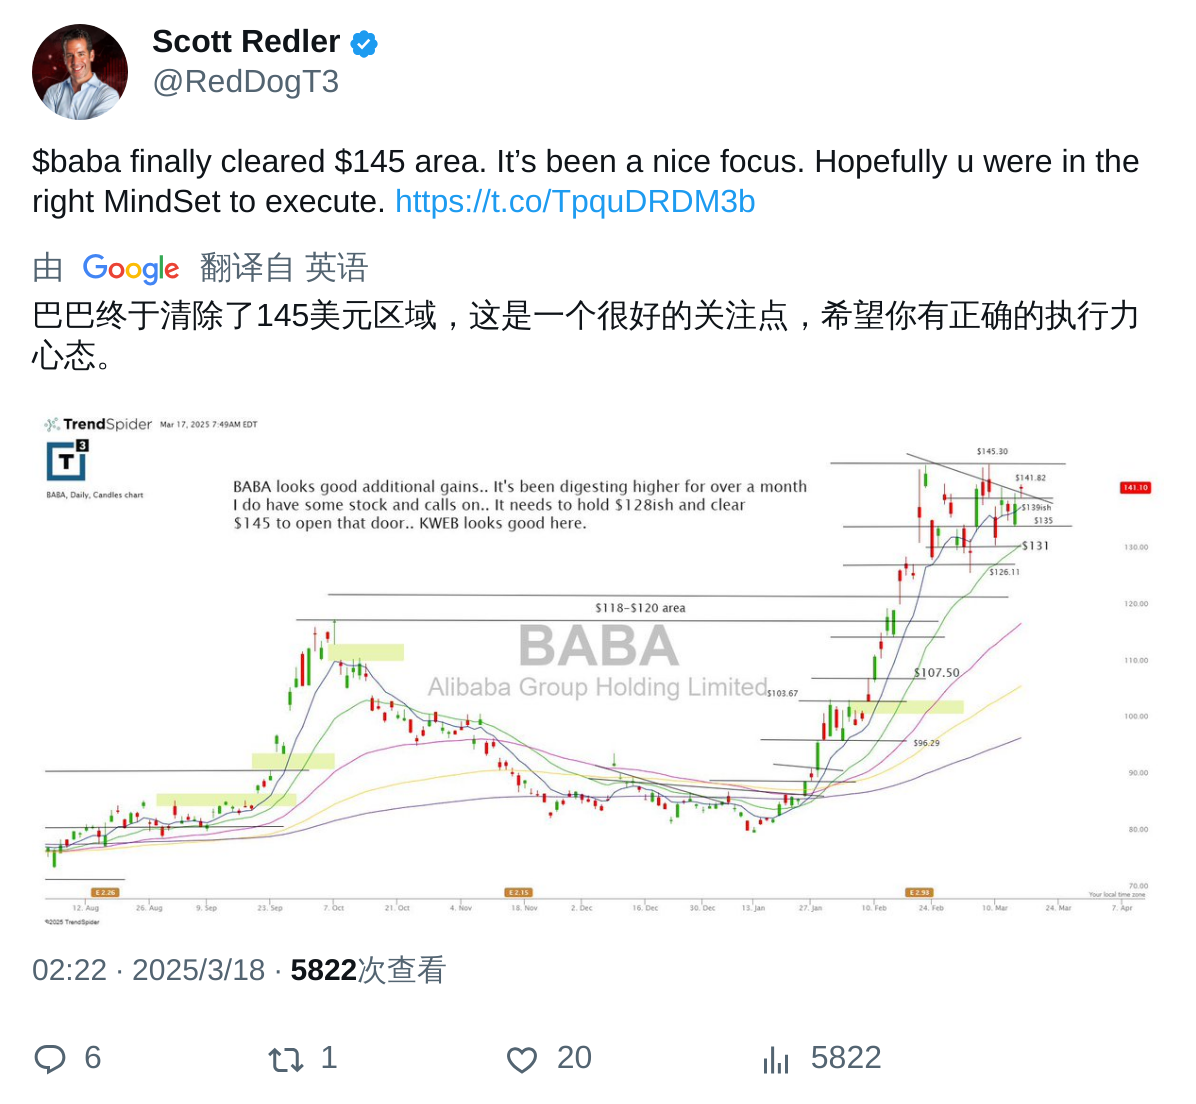 Scott Redler
@RedDogT3
$baba finally cleared $145 area. It’s been a nice focus. Hopefully u were in the
right MindSet to execute. https://t.co/TpquDRDM3b
由 Google 翻译自 英语
巴巴终于清除了145美元区域，这是一个很好的关注点，希望你有正确的执行力
心态。
TrendSpider Mar 17, 2025 7:49AM EDT
T3
BABA, Daily, Candles chart
BABA looks good additional gains.. It's been digesting higher for over a month
I do have some stock and calls on.. It needs to hold $128ish and clear
$145 to open that door.. KWEB looks good here.
$145.30
$141.82
141.10
$139ish
$135
$131
130.00
$126.11
120.00
$118-$120 area
BABA
110.00
Alibaba Group Holding Limited
$107.50
$103.67
100.00
$96.29
90.00
80.00
70.00
E 2.26
E 2.15
E 2.93
Your local time zone
12. Aug 26. Aug 9. Sep 23. Sep 7. Oct 21. Oct 4. Nov 18. Nov 2. Dec 16. Dec 30. Dec 13. Jan 27. Jan 10. Feb 24. Feb 10. Mar 24. Mar 7. Apr
©2025 TrendSpider
02:22 · 2025/3/18 · 5822次查看
6 1 20 5822